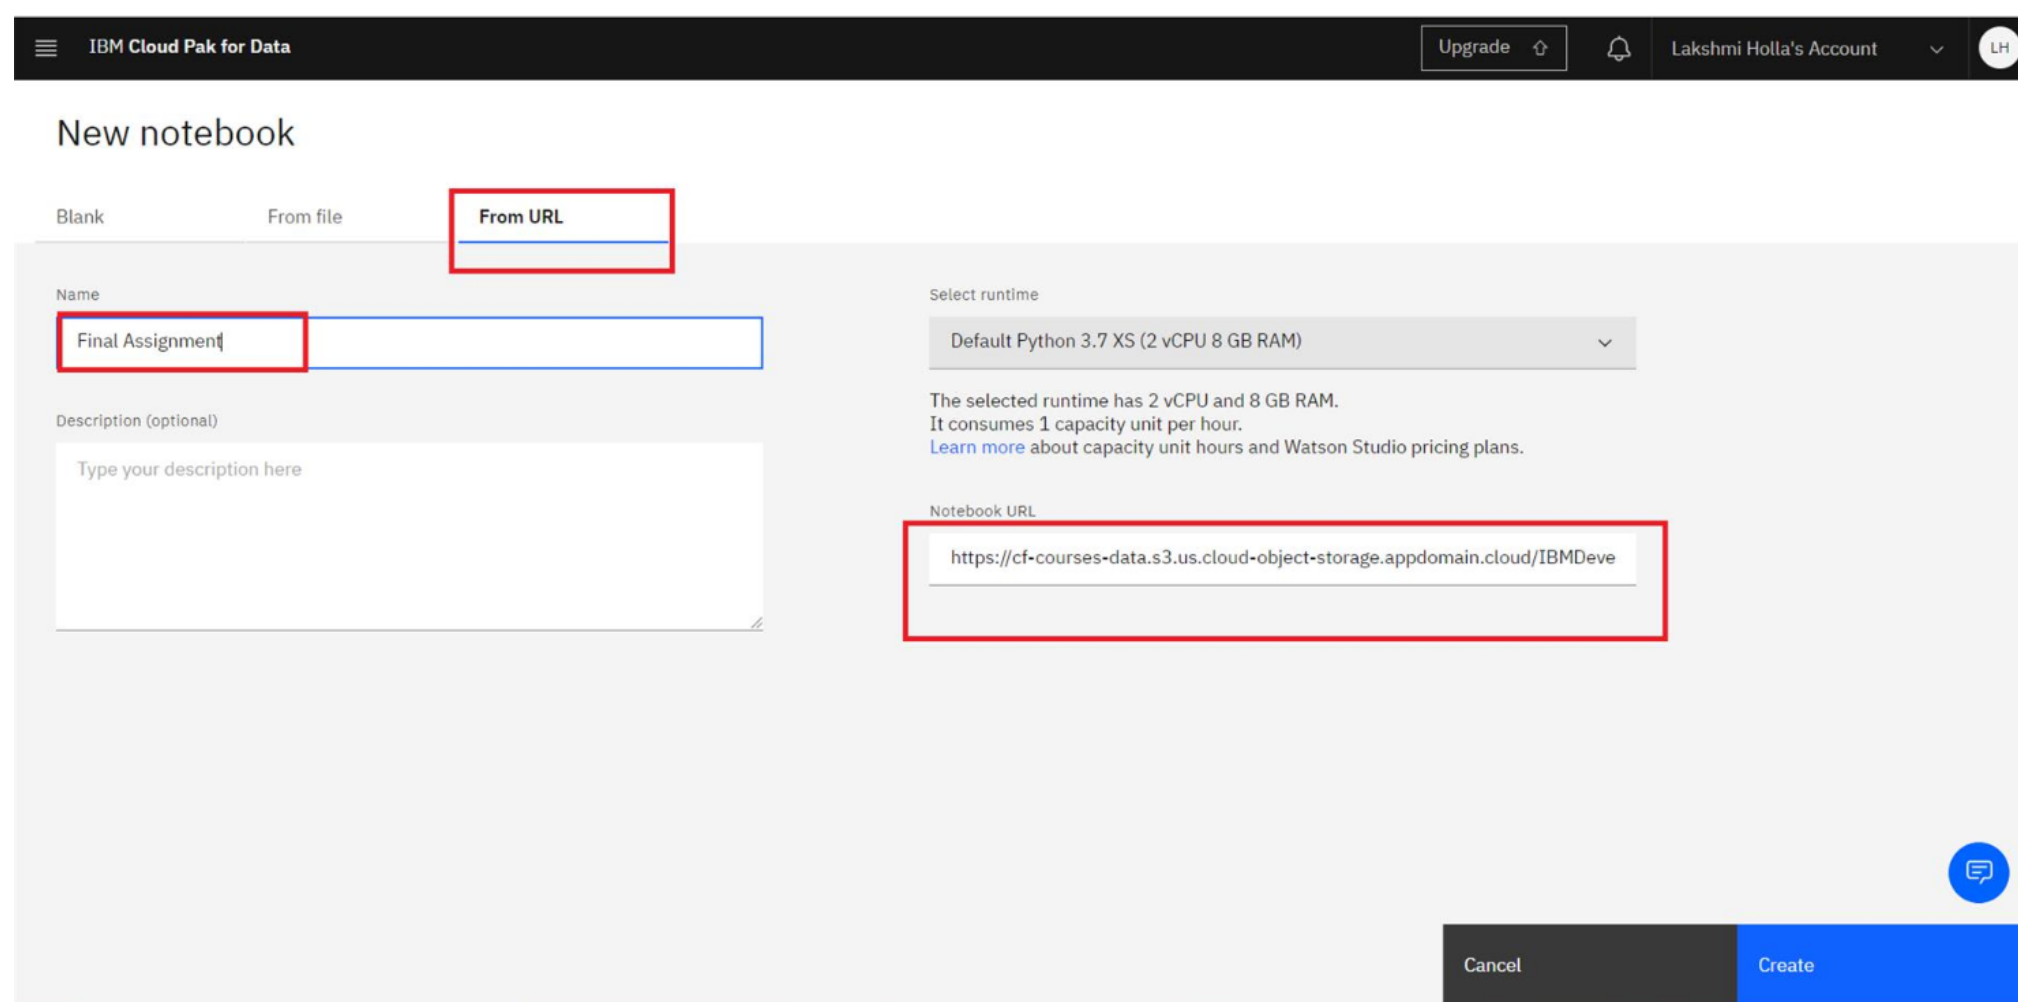 IBM Cloud Pak for Data
Upgrade
Lakshmi Holla's Account
LH
New notebook
Blank
From file
From URL
Name
Final Assignment
Description (optional)
Type your description here
Select runtime
Default Python 3.7 XS (2 vCPU 8 GB RAM)
The selected runtime has 2 vCPU and 8 GB RAM.
It consumes 1 capacity unit per hour.
Learn more about capacity unit hours and Watson Studio pricing plans.
Notebook URL
https://cf-courses-data.s3.us.cloud-object-storage.appdomain.cloud/IBMDeve
Cancel
Create